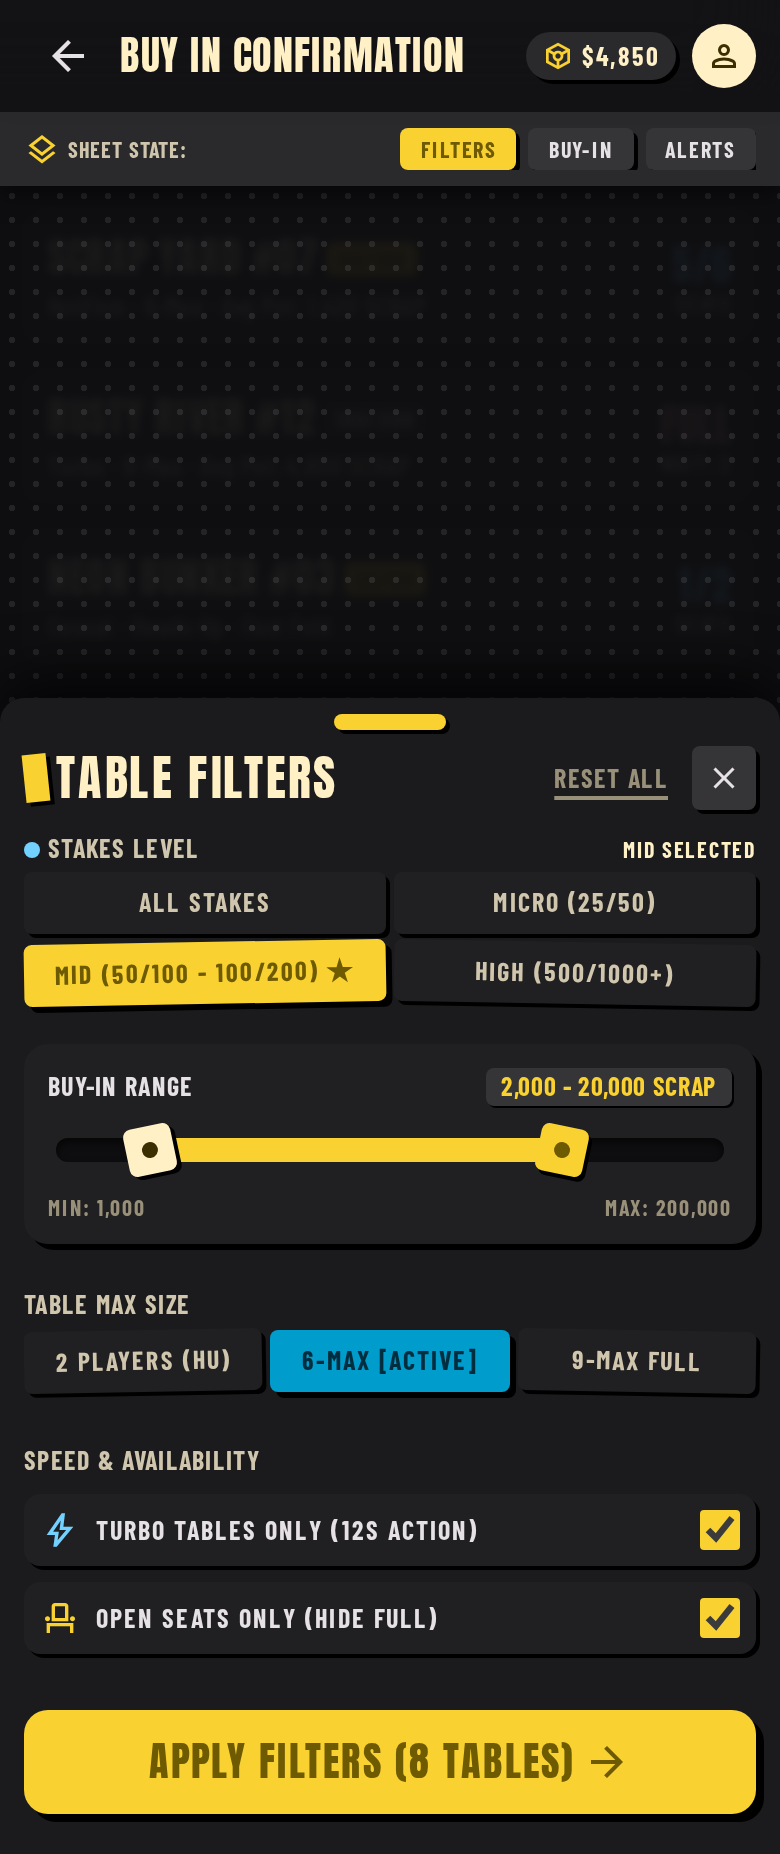 BUY IN CONFIRMATION
$4,850
SHEET STATE:
FILTERS
BUY-IN
ALERTS
TABLE FILTERS
RESET ALL
STAKES LEVEL
MID SELECTED
ALL STAKES
MICRO (25/50)
MID (50/100 - 100/200) ★
HIGH (500/1000+)
BUY-IN RANGE
2,000 - 20,000 SCRAP
MIN: 1,000
MAX: 200,000
TABLE MAX SIZE
2 PLAYERS (HU)
6-MAX [ACTIVE]
9-MAX FULL
SPEED & AVAILABILITY
TURBO TABLES ONLY (12S ACTION)
OPEN SEATS ONLY (HIDE FULL)
APPLY FILTERS (8 TABLES)